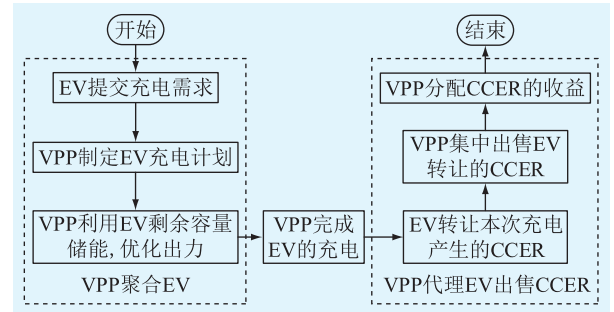 开始
EV提交充电需求
VPP制定EV充电计划
VPP利用EV剩余容量
储能,优化出力
VPP聚合EV
VPP完成
EV的充电
结束
VPP分配CCER的收益
VPP集中出售EV
转让的CCER
EV转让本次充电
产生的CCER
VPP代理EV出售CCER